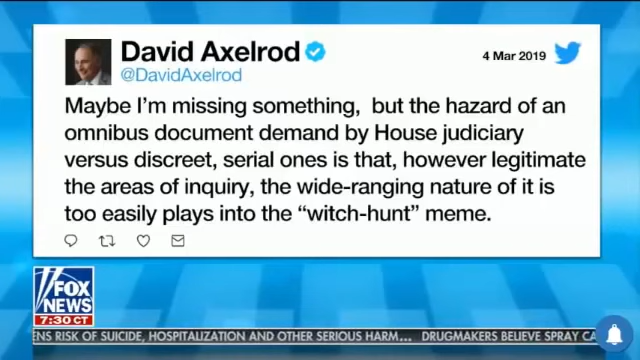 David Axelrod
@DavidAxelrod
4 Mar 2019
Maybe I'm missing something, but the hazard of an
omnibus document demand by House judiciary
versus discreet, serial ones is that, however legitimate
the areas of inquiry, the wide-ranging nature of it is
too easily plays into the “witch-hunt” meme.
FOX
NEWS
7:30 CT
ENS RISK OF SUICIDE, HOSPITALIZATION AND OTHER SERIOUS HARM... DRUGMAKERS BELIEVE SPRAY CA